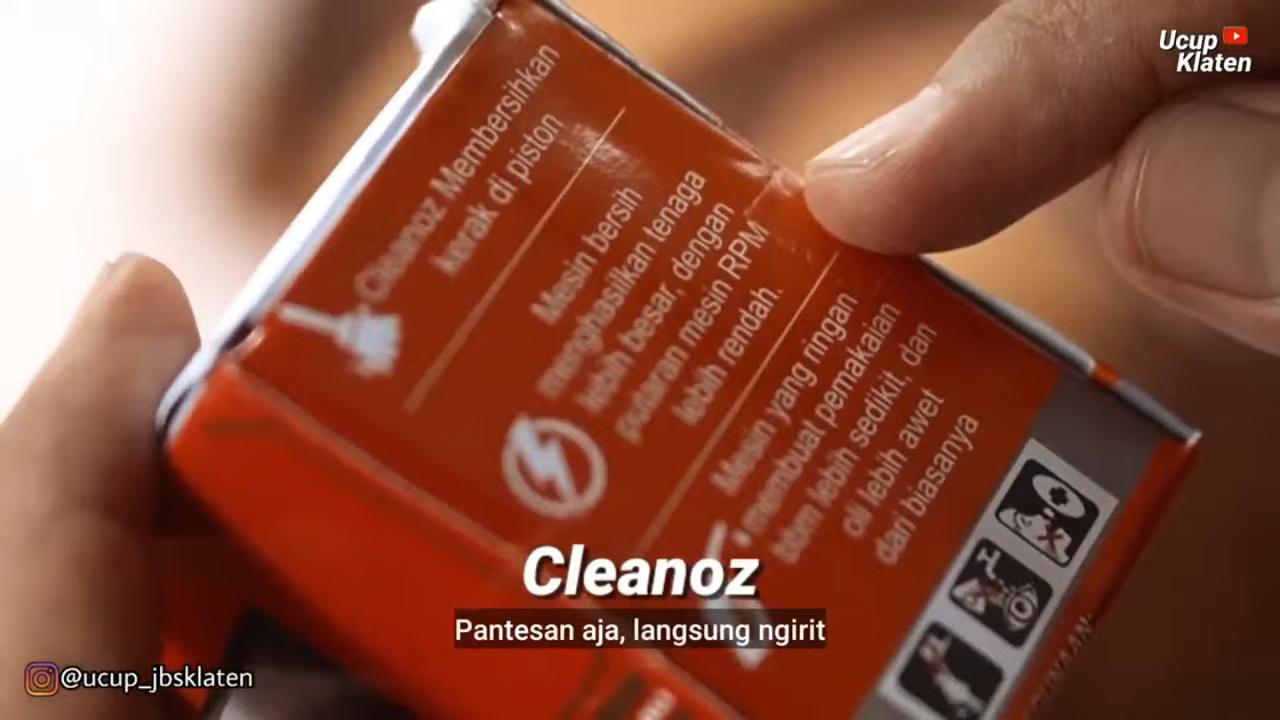 Ucup
Klaten
Cleanoz Membersihkan
kerak di piston
Mesin bersih
menghasilkan tenaga
lebih besar, dengan
putaran mesin RPM
lebih rendah.
Mesin yang ringan
membuat pemakaian
bbm lebih sedikit, dan
oli lebih awet
dari biasanya
Cleanoz
Pantesan aja, langsung ngirit
@ucup_jbsklaten